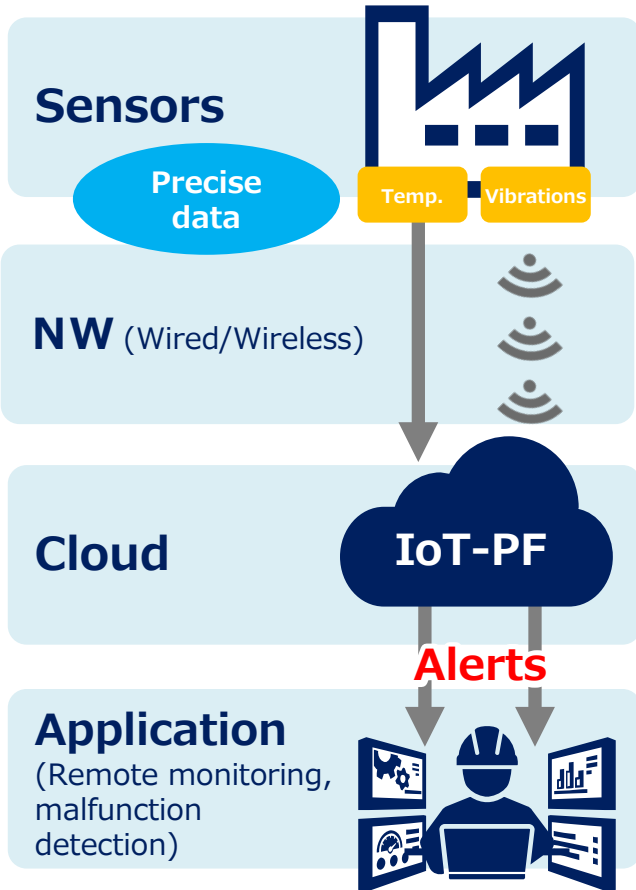 Sensors
Precise
data
Temp.
Vibrations
NW (Wired/Wireless)
Cloud
IoT-PF
Alerts
Application
(Remote monitoring,
malfunction
detection)